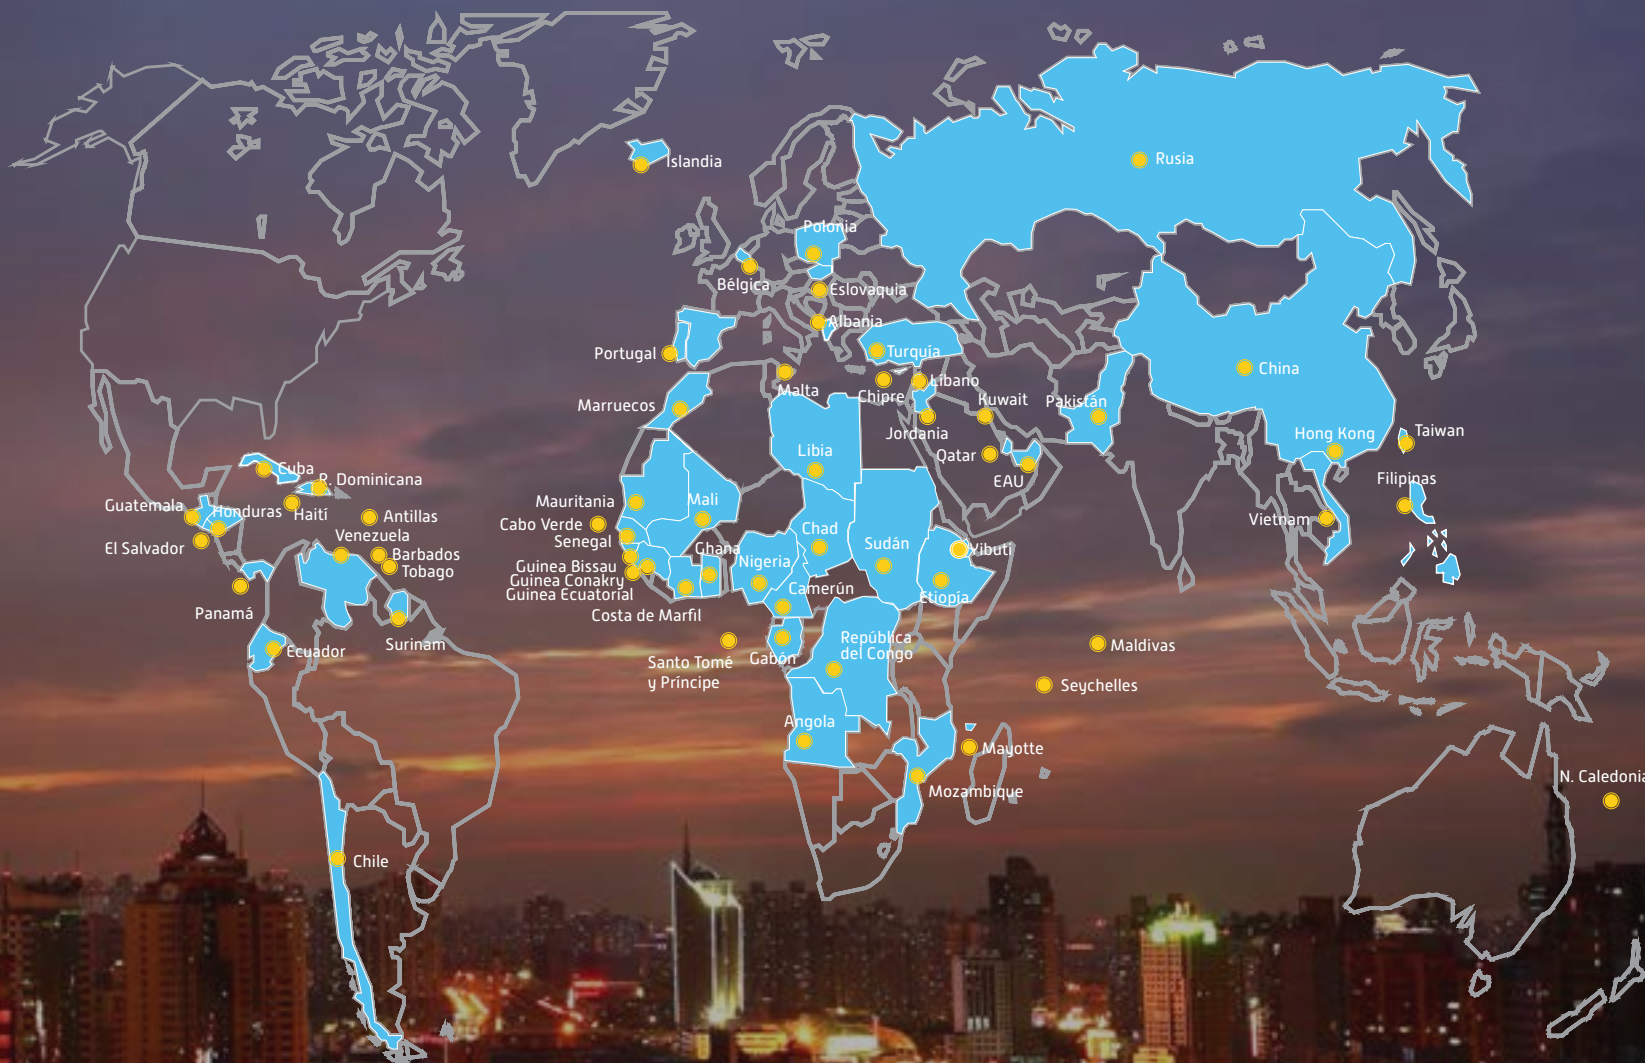 Islandia
Rusia
Polonia
Bélgica
Eslovaquia
Albania
Portugal
Turquía
Malta
Chipre
Líbano
Marruecos
Kuwait
Pakistán
China
Jordania
Hong Kong
Taiwan
Libia
Qatar
EAU
Filipinas
Cuba
R. Dominicana
Guatemala
Honduras
Haití
Antillas
Mauritania
Mali
Cabo Verde
Senegal
Vietnam
El Salvador
Venezuela
Barbados
Tobago
Chad
Sudán
Yibuti
Ghana
Nigeria
Guinea Bissau
Guinea Conakry
Guinea Ecuatorial
Camerún
Etiopía
Costa de Marfil
Panamá
Surinam
Ecuador
República
del Congo
Santo Tomé
y Príncipe
Gabón
Maldivas
Seychelles
Angola
Mayotte
Mozambique
N. Caledonia
Chile